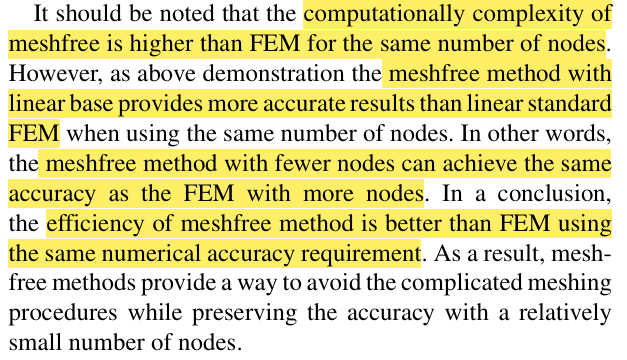 It should be noted that the computationally complexity of
meshfree is higher than FEM for the same number of nodes.
However, as above demonstration the meshfree method with
linear base provides more accurate results than linear standard
FEM when using the same number of nodes. In other words,
the meshfree method with fewer nodes can achieve the same
accuracy as the FEM with more nodes. In a conclusion,
the efficiency of meshfree method is better than FEM using
the same numerical accuracy requirement. As a result, mesh-
free methods provide a way to avoid the complicated meshing
procedures while preserving the accuracy with a relatively
small number of nodes.